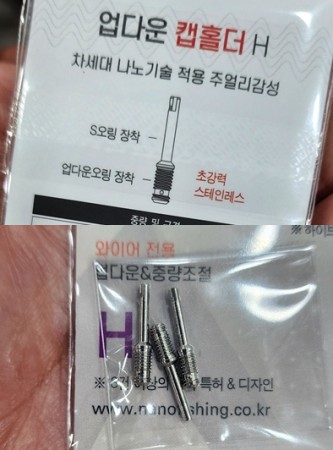 업다운 캡홀더 H
차세대 나노기술 적용 주얼리감성
S오링 장착
업다운오링 장착
초강력
스테인레스
중량 및 규격
※ 하이브
와이어 전용
업다운&중량조절
H
특허 & 디자인
www.nanofishing.co.kr